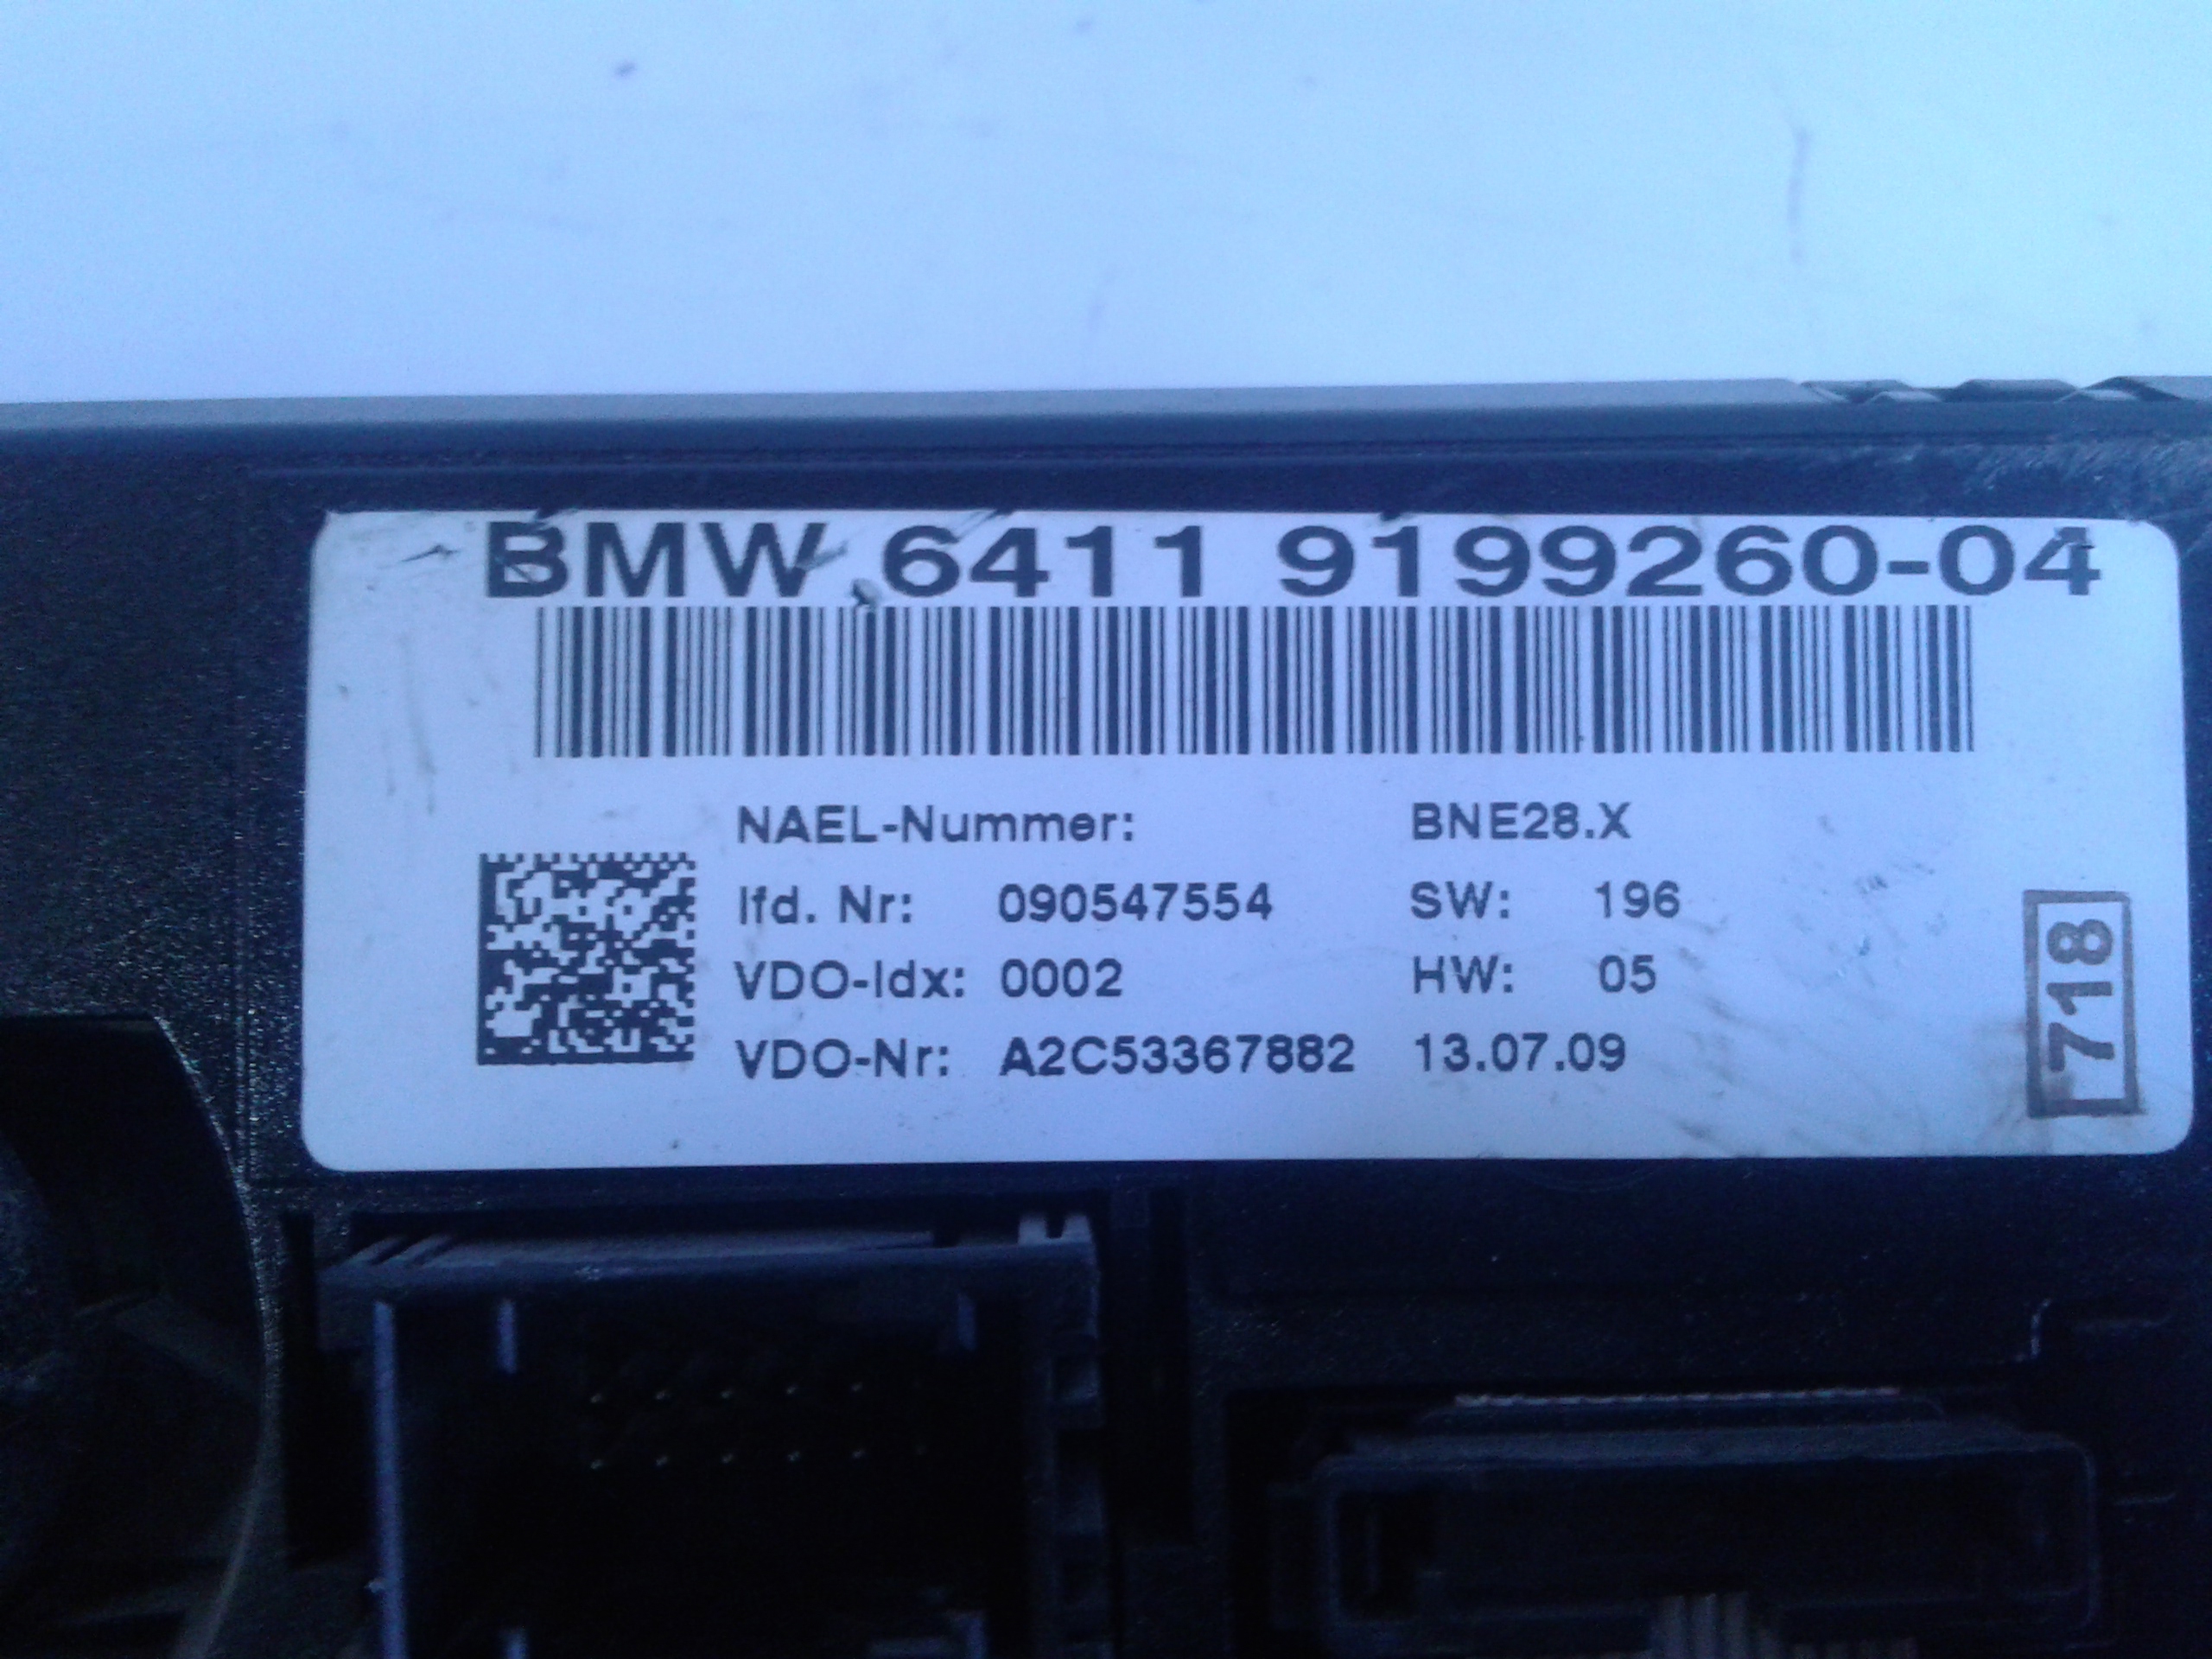 BMW 6411 9199260-04
NAEL-Nummer: BNE28.X
lfd. Nr: 090547554 SW: 196
VDO-Idx: 0002 HW: 05
VDO-Nr: A2C53367882 13.07.09
718